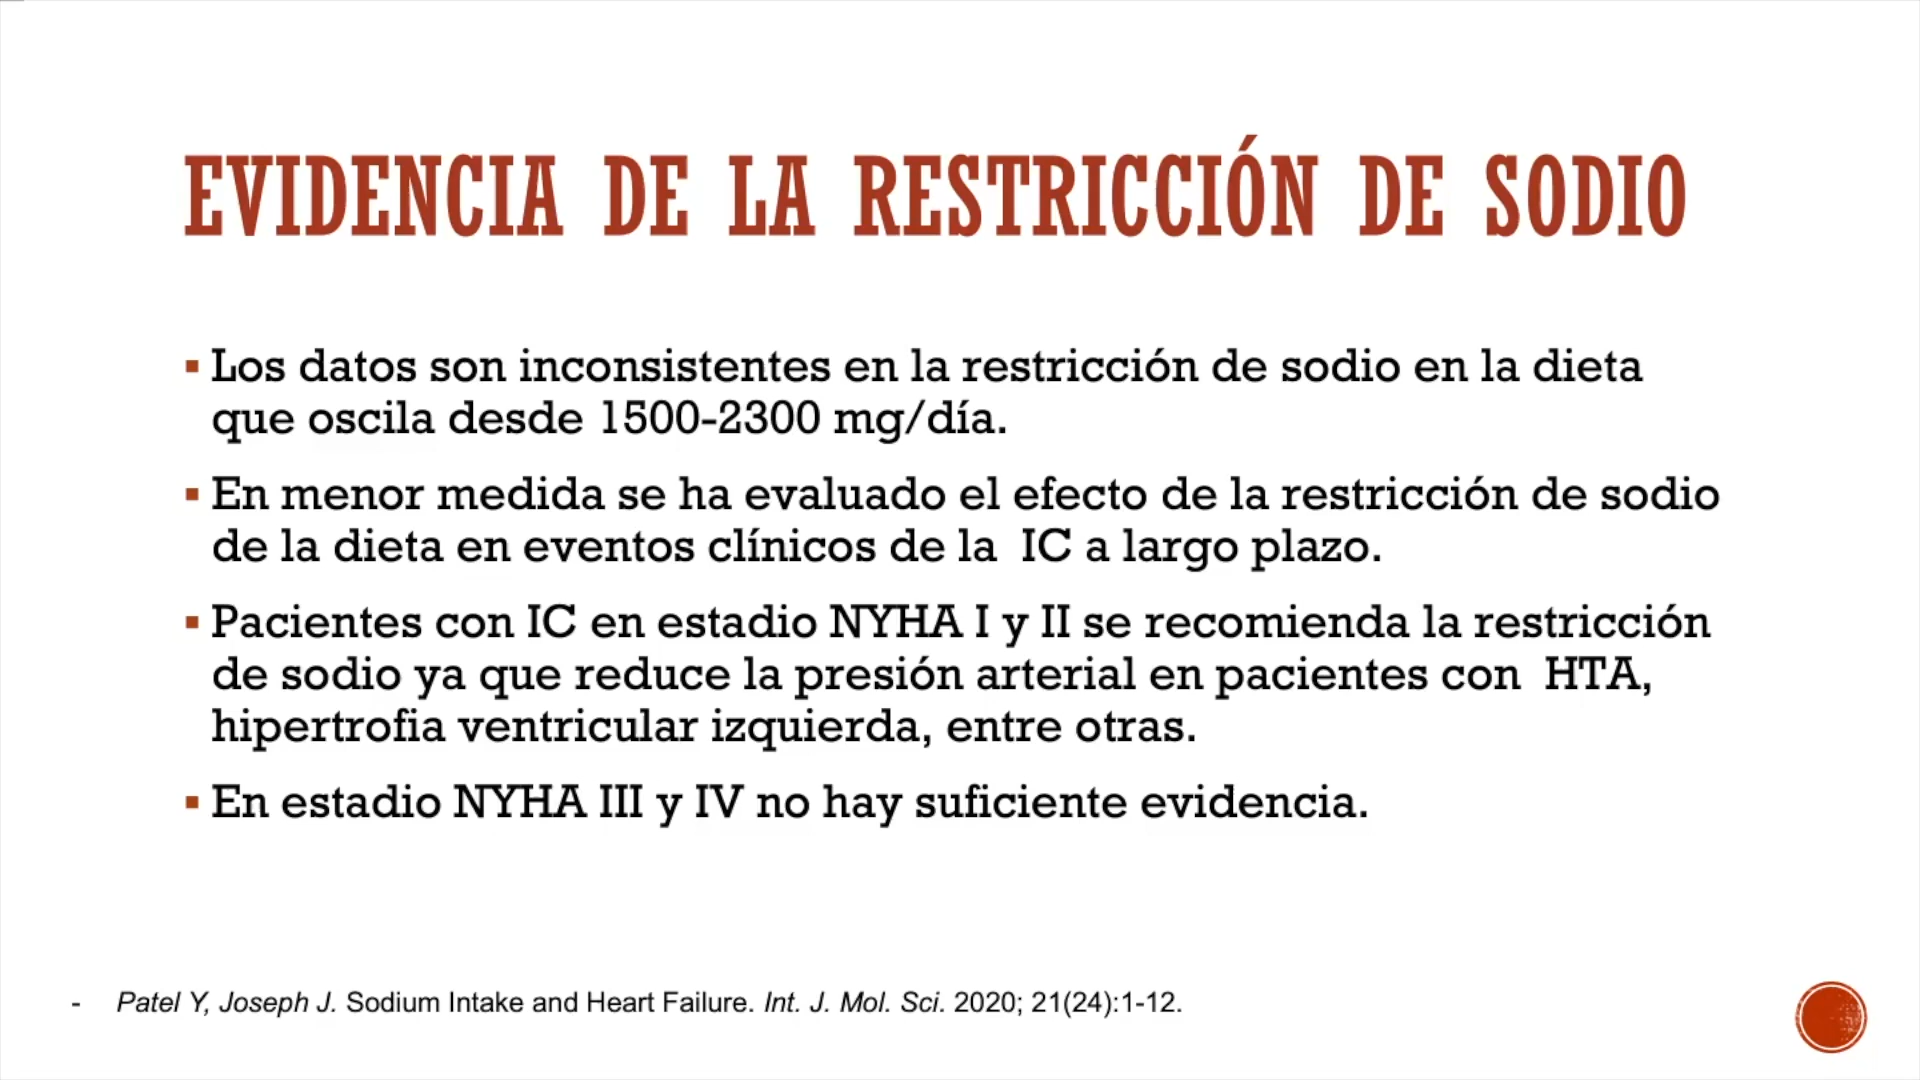 EVIDENCIA DE LA RESTRICCIÓN DE SODIO
▪ Los datos son inconsistentes en la restricción de sodio en la dieta
que oscila desde 1500-2300 mg/día.
▪ En menor medida se ha evaluado el efecto de la restricción de sodio
de la dieta en eventos clínicos de la IC a largo plazo.
▪ Pacientes con IC en estadio NYHA I y II se recomienda la restricción
de sodio ya que reduce la presión arterial en pacientes con HTA,
hipertrofia ventricular izquierda, entre otras.
▪ En estadio NYHA III y IV no hay suficiente evidencia.
- Patel Y, Joseph J. Sodium Intake and Heart Failure. Int. J. Mol. Sci. 2020; 21(24):1-12.